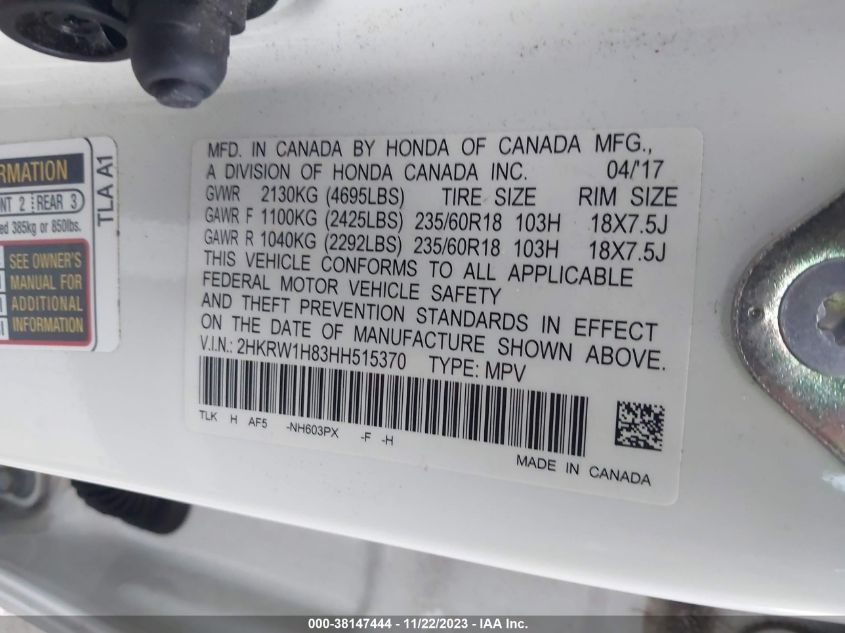 RMATION
NT 2 REAR 3
ed 385kg or 850lbs.
SEE OWNER'S
MANUAL FOR
ADDITIONAL
INFORMATION
TLA A1
MFD. IN CANADA BY HONDA OF CANADA MFG.,
A DIVISION OF HONDA CANADA INC. 04/'17
GVWR 2130KG (4695LBS) TIRE SIZE RIM SIZE
GAWR F 1100KG (2425LBS) 235/60R18 103H 18X7.5J
GAWR R 1040KG (2292LBS) 235/60R18 103H 18X7.5J
THIS VEHICLE CONFORMS TO ALL APPLICABLE
FEDERAL MOTOR VEHICLE SAFETY
AND THEFT PREVENTION STANDARDS IN EFFECT
ON THE DATE OF MANUFACTURE SHOWN ABOVE.
V.I.N.: 2HKRW1H83HH515370 TYPE: MPV
TLK H AF5 -NH603PX -F -H
MADE IN CANADA
000-38147444 - 11/22/2023 - IAA Inc.